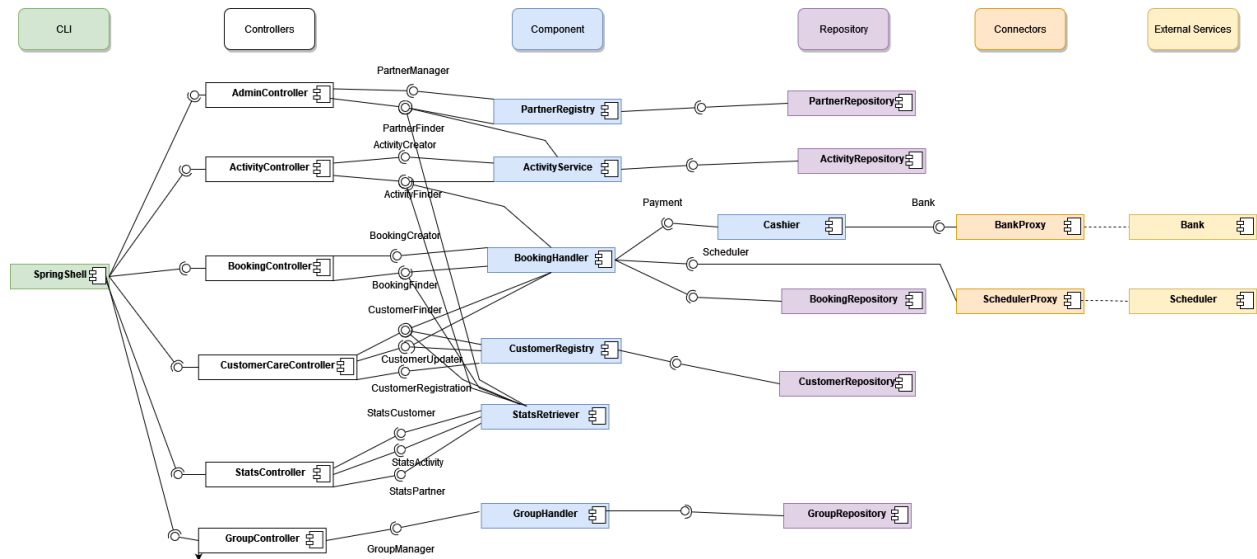 CLI
Controllers
Component
Repository
Connectors
External Services
PartnerManager
AdminController
PartnerRegistry
PartnerRepository
PartnerFinder
ActivityCreator
ActivityController
ActivityService
ActivityRepository
ActivityFinder
Payment
Bank
Cashier
BankProxy
Bank
BookingCreator
Scheduler
SpringShell
BookingController
BookingHandler
BookingFinder
BookingRepository
SchedulerProxy
Scheduler
CustomerFinder
CustomerRegistry
CustomerCareController
CustomerUpdater
CustomerRepository
CustomerRegistration
StatsCustomer
StatsRetriever
StatsActivity
StatsController
StatsPartner
GroupHandler
GroupRepository
GroupController
GroupManager